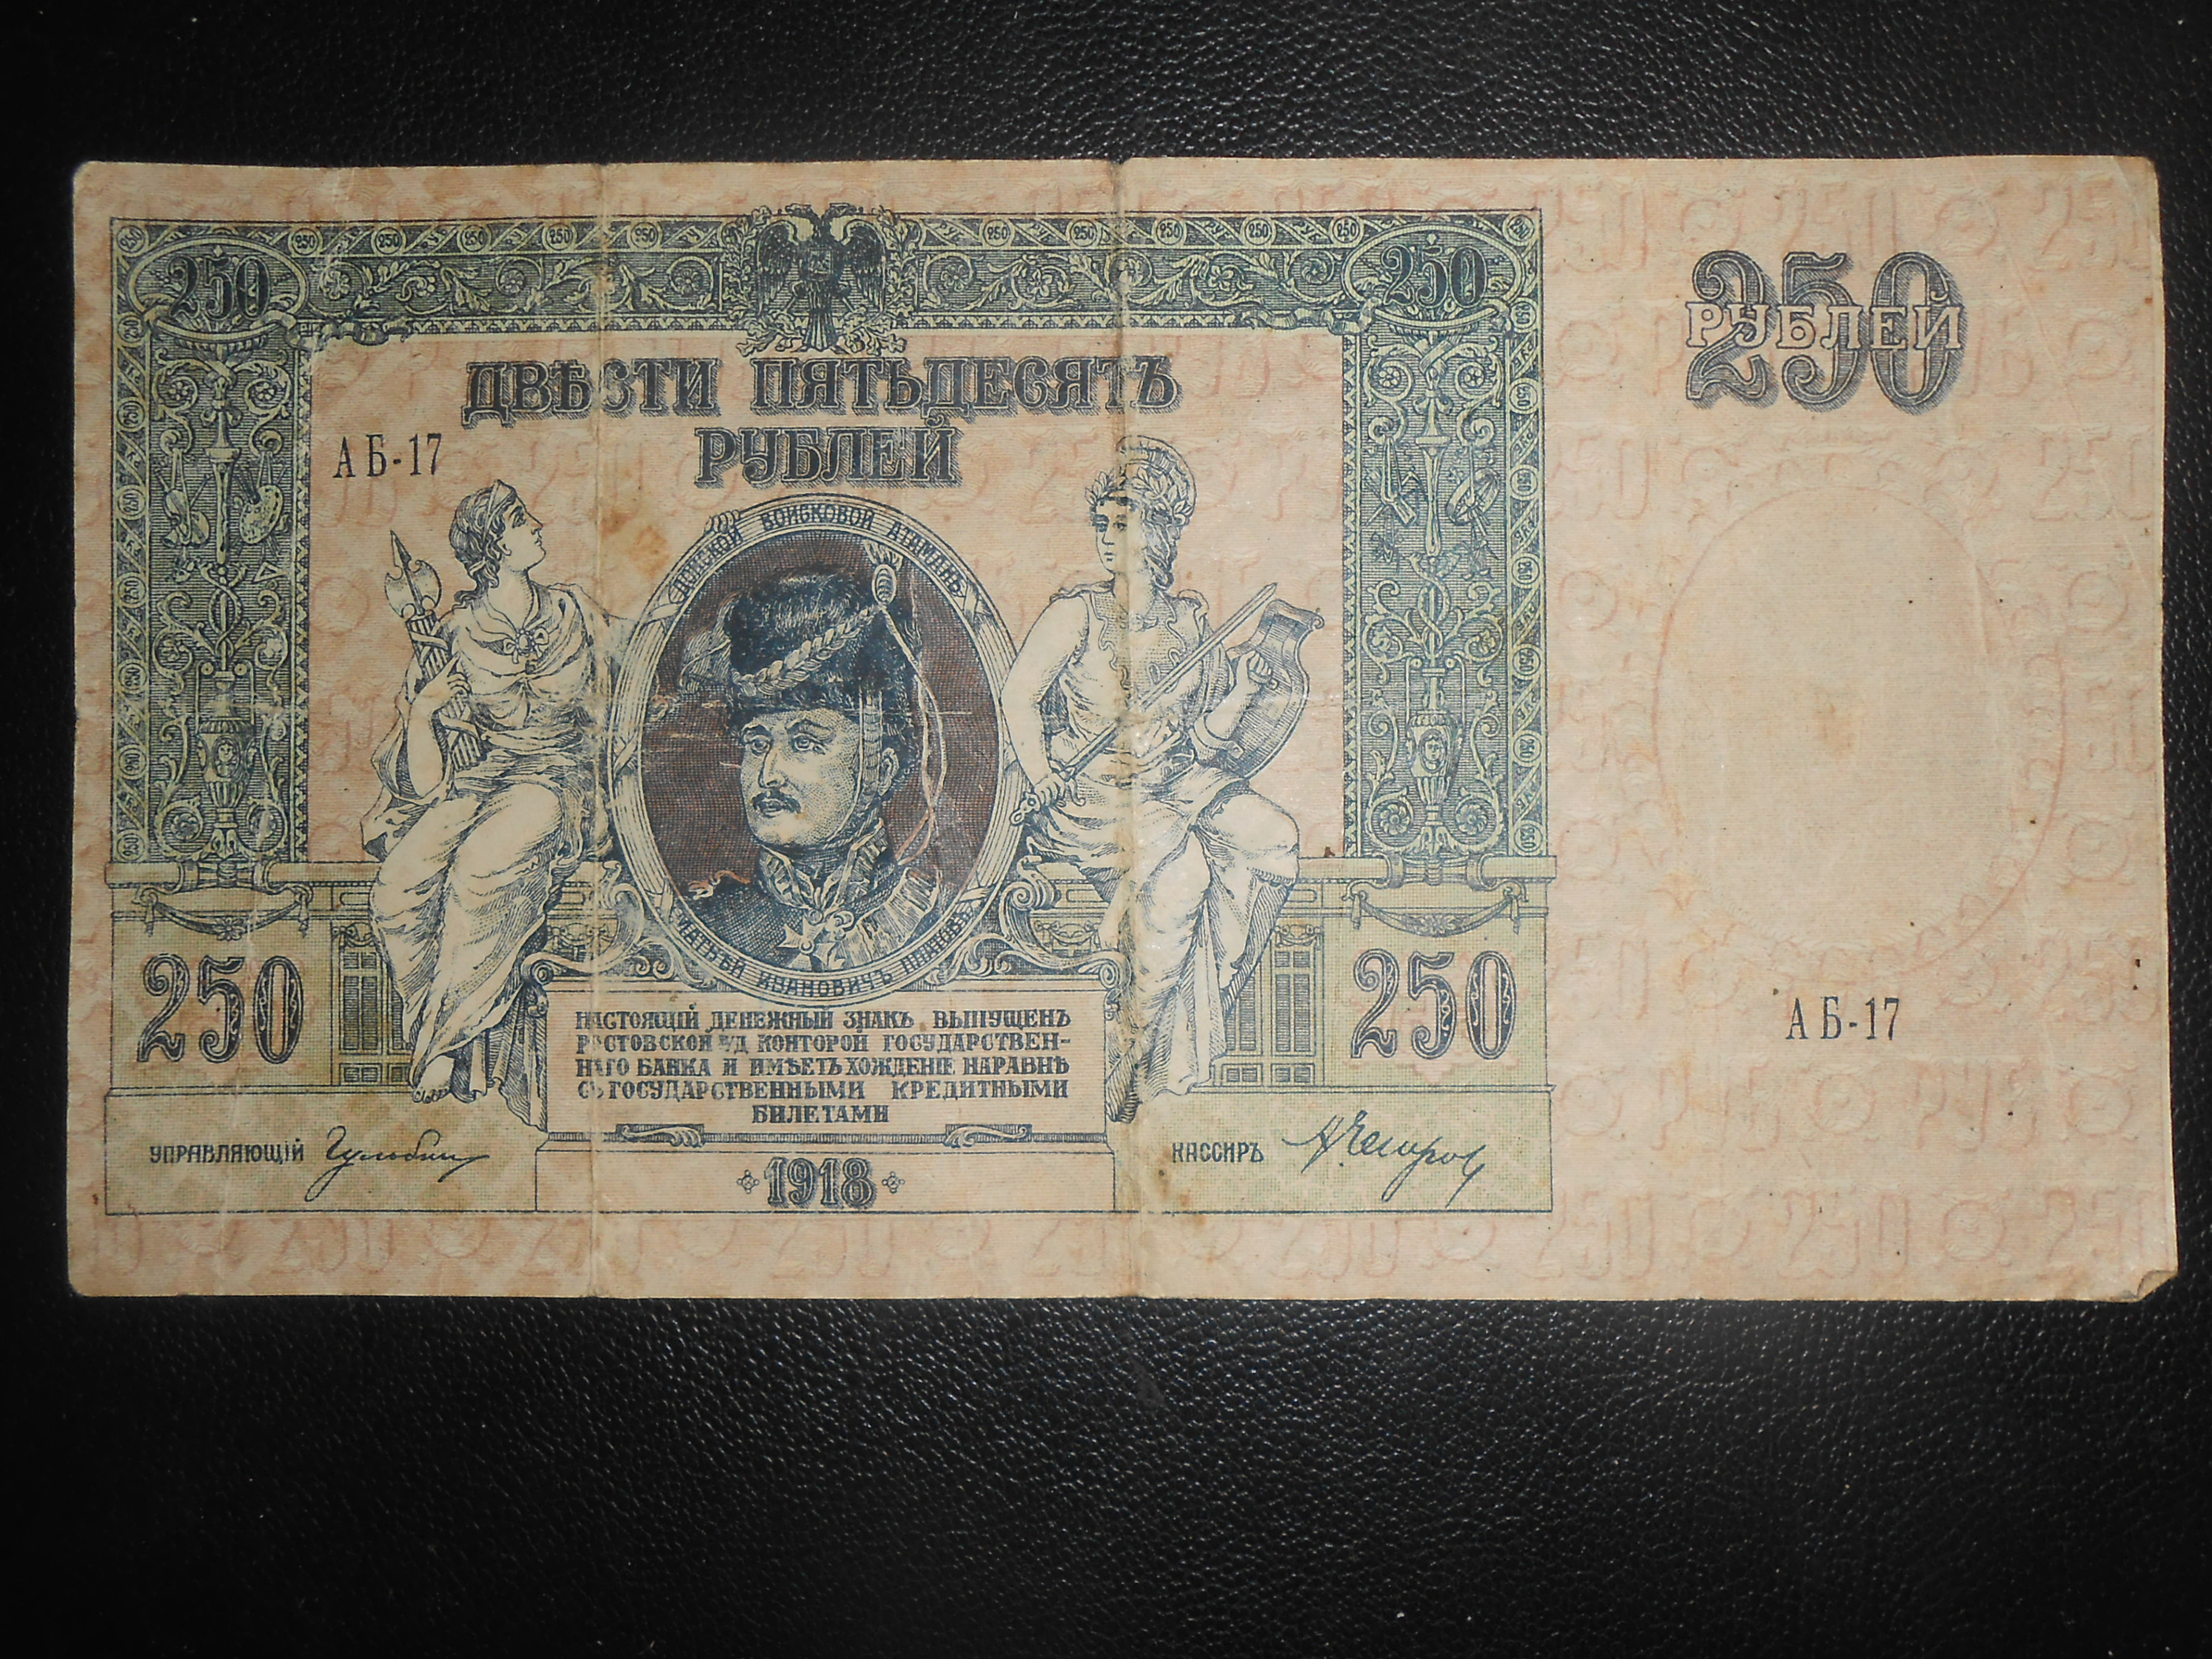 250
250
250
РУБЛЕЙ
ДВѢСТИ ПЯТЬДЕСЯТЪ
РУБЛЕЙ
АБ-17
ДОНСКОЙ ВОЙСКОВОЙ АТАМАНЪ
МАТВѢЙ ИВАНОВИЧЪ ПЛАТОВЪ
250
250
НАСТОЯЩІЙ ДЕНЕЖНЫЙ ЗНАКЪ ВЫПУЩЕНЪ
РОСТОВСКОЙ Н/Д КОНТОРОЙ ГОСУДАРСТВЕН-
НАГО БАНКА И ИМѢЕТЪ ХОЖДЕНІЕ НАРАВНѢ
СЪ ГОСУДАРСТВЕННЫМИ КРЕДИТНЫМИ
БИЛЕТАМИ
АБ-17
УПРАВЛЯЮЩІЙ
КАССИРЪ
1918